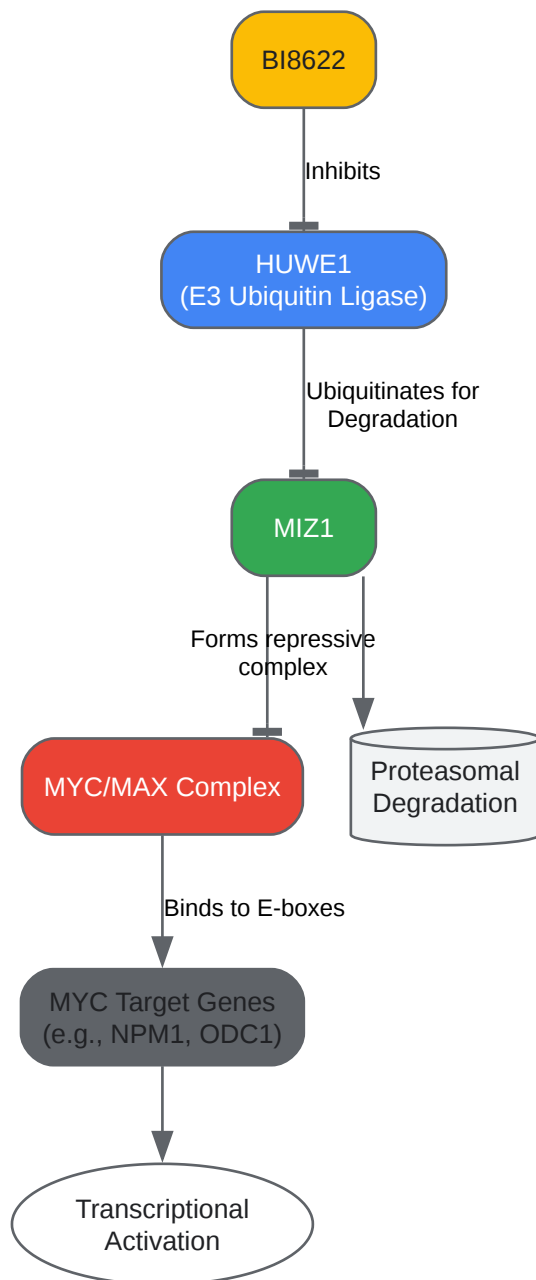 BI8622
Inhibits
HUWE1
(E3 Ubiquitin Ligase)
Ubiquitinates for
Degradation
MIZ1
Forms repressive
complex
MYC/MAX Complex
Proteasomal
Degradation
Binds to E-boxes
MYC Target Genes
(e.g., NPM1, ODC1)
Transcriptional
Activation